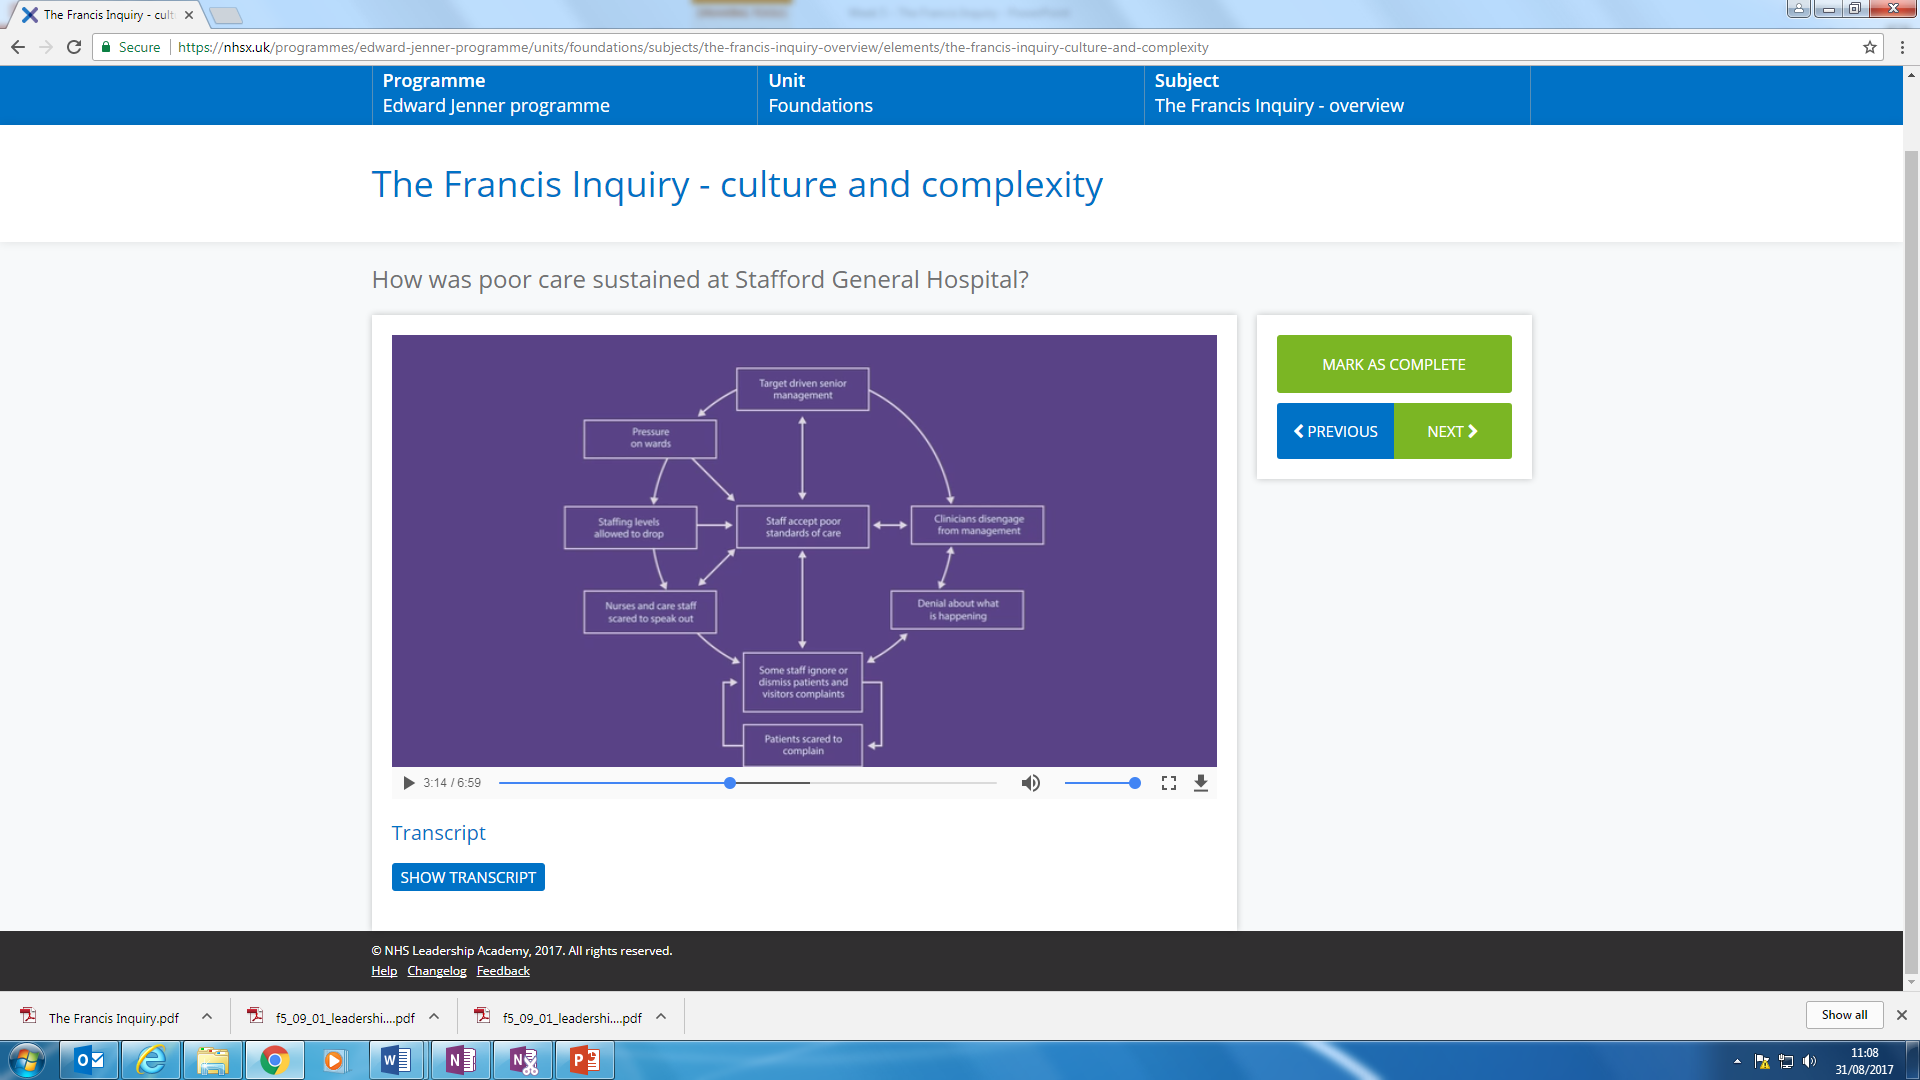 The Francis Inquiry - cult
Secure
https://nhsx.uk/programmes/edward-jenner-programme/units/foundations/subjects/the-francis-inquiry-overview/elements/the-francis-inquiry-culture-and-complexity
Programme
Edward Jenner programme
Unit
Foundations
Subject
The Francis Inquiry - overview
The Francis Inquiry - culture and complexity
How was poor care sustained at Stafford General Hospital?
Target driven senior
management
Pressure
on wards
Staffing levels
allowed to drop
Staff accept poor
standards of care
Clinicians disengage
from management
Nurses and care staff
scared to speak out
Denial about what
is happening
Some staff ignore or
dismiss patients and
visitors complaints
Patients scared to
complain
3:14 / 6:59
MARK AS COMPLETE
PREVIOUS
NEXT
Transcript
SHOW TRANSCRIPT
© NHS Leadership Academy, 2017. All rights reserved.
Help Changelog Feedback
The Francis Inquiry.pdf
f5_09_01_leadershi....pdf
f5_09_01_leadershi....pdf
Show all
11:08
31/08/2017